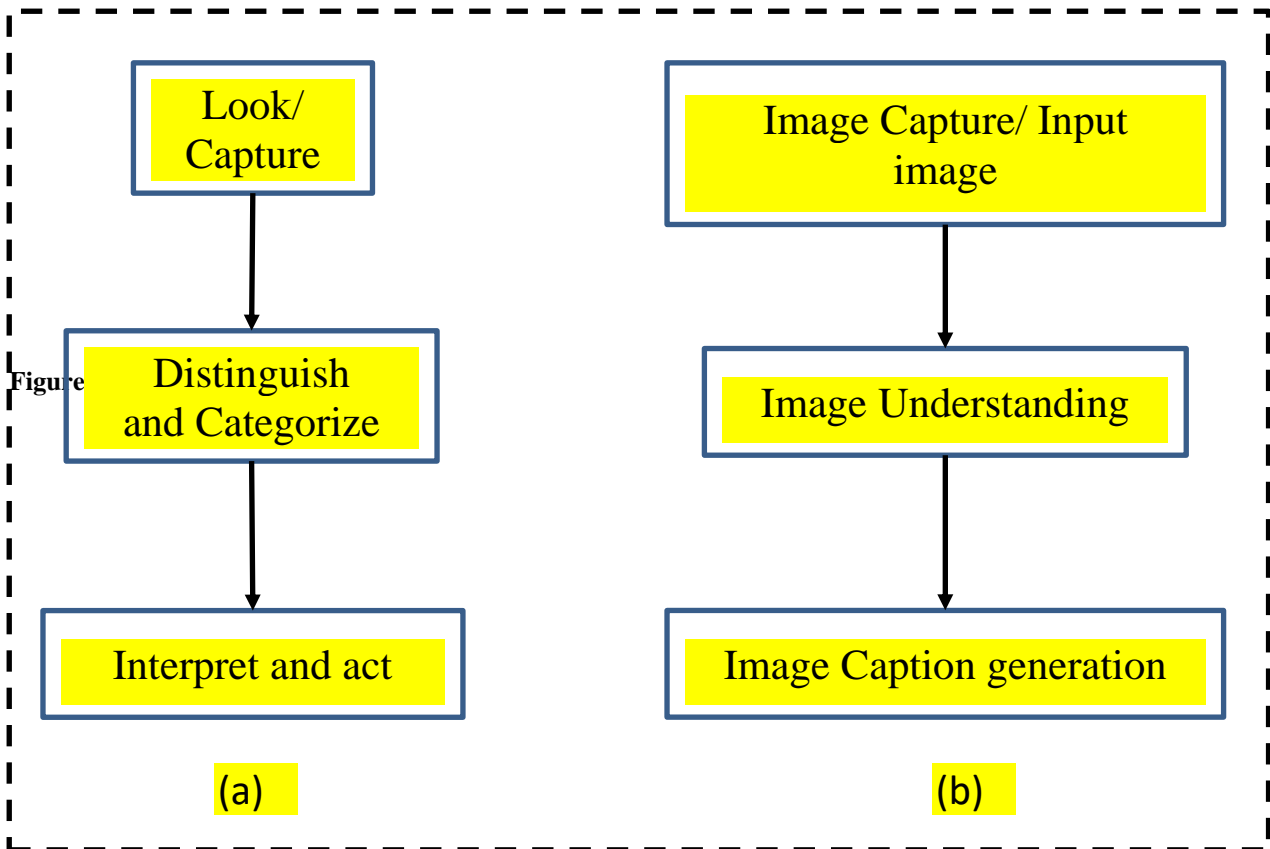 Look/
Capture
Distinguish
and Categorize
Interpret and act
(a)
Image Capture/ Input
image
Image Understanding
Image Caption generation
(b)
Figure